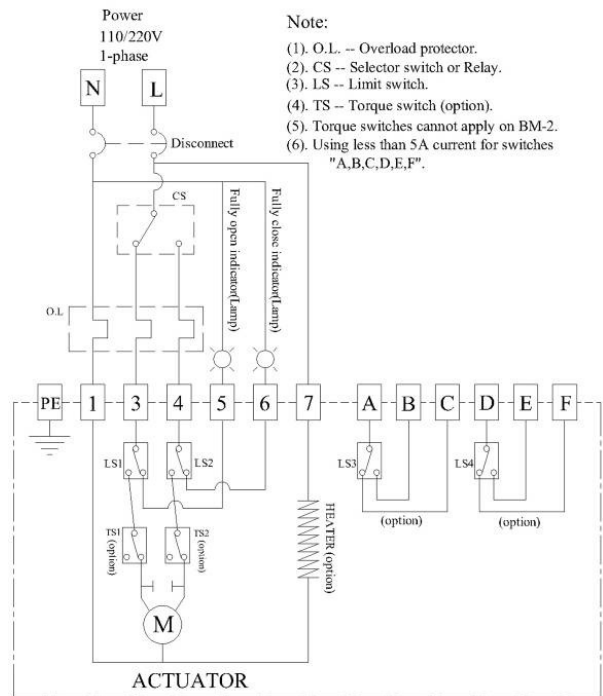 Power
110/220V
1-phase
N
L
Disconnect
CS
Note:
(1). O.L. -- Overload protector.
(2). CS -- Selector switch or Relay.
(3). LS -- Limit switch.
(4). TS -- Torque switch (option).
(5). Torque switches cannot apply on BM-2.
(6). Using less than 5A current for switches
"A,B,C,D,E,F".
Fully open indicator(Lamp)
Fully close indicator(Lamp)
O.L
PE
1
3
4
5
6
7
A
B
C
D
E
F
LS1
LS2
LS3
LS4
(option)
(option)
TS1
(option)
TS2
(option)
HEATER (option)
M
ACTUATOR